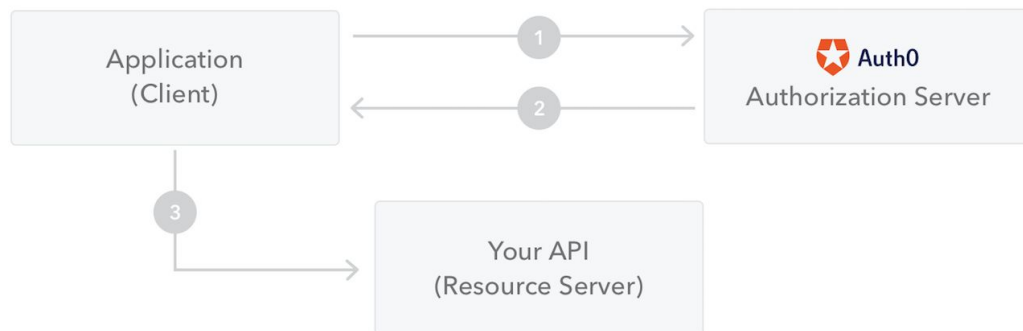 Application
(Client)
1
Auth0
Authorization Server
2
3
Your API
(Resource Server)